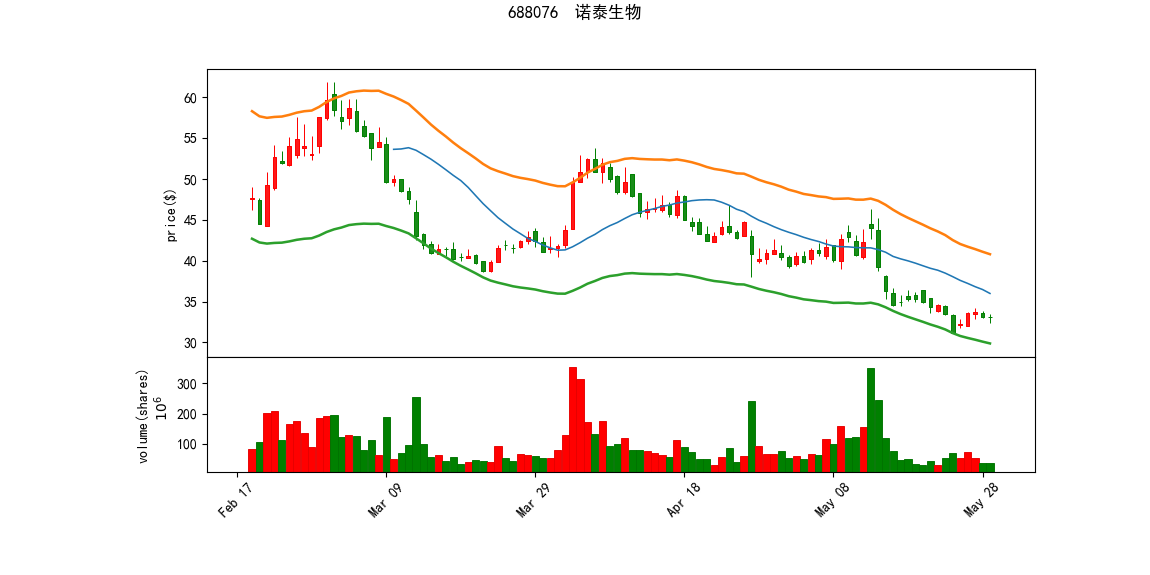 688076 诺泰生物
price($)
60
55
50
45
40
35
30
volume(shares)
10^6
300
200
100
Feb 17
Mar 09
Mar 29
Apr 18
May 08
May 28